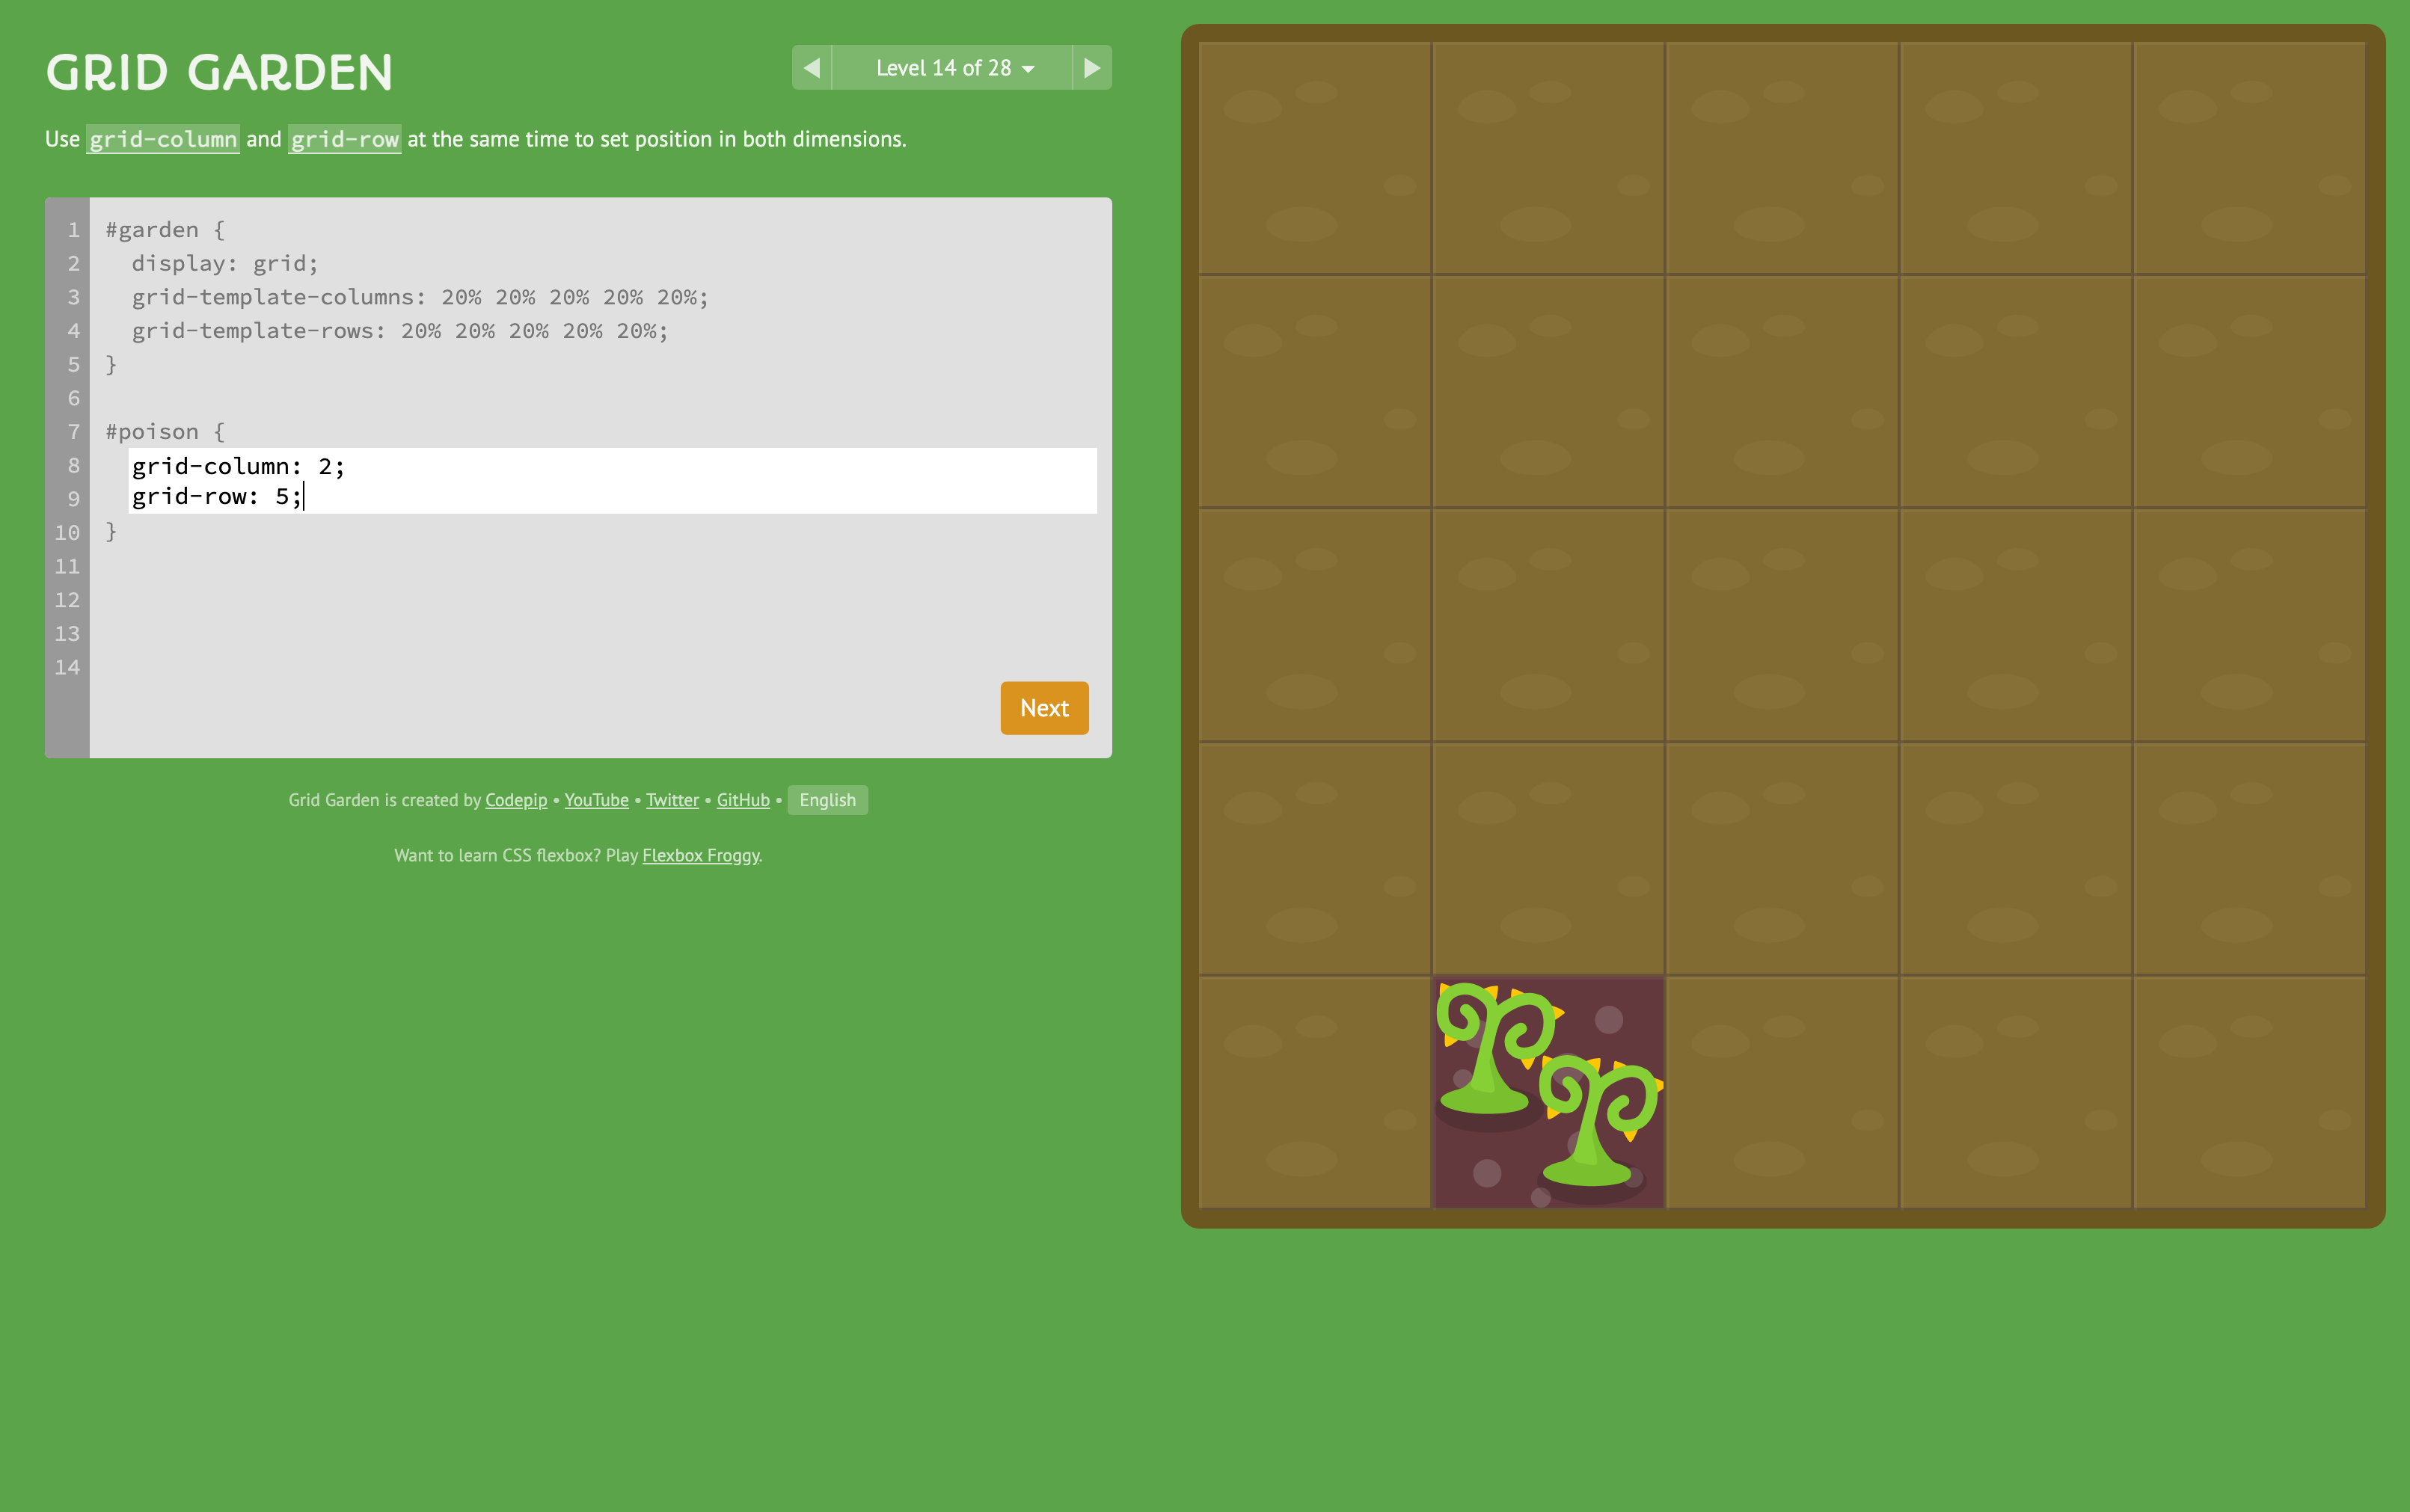 GRID GARDEN
Level 14 of 28
Use grid-column and grid-row at the same time to set position in both dimensions.
1 #garden {
2 display: grid;
3 grid-template-columns: 20% 20% 20% 20% 20%;
4 grid-template-rows: 20% 20% 20% 20% 20%;
5 }
6
7 #poison {
8 grid-column: 2;
9 grid-row: 5;
10 }
11
12
13
14
Next
Grid Garden is created by Codepip • YouTube • Twitter • GitHub • English
Want to learn CSS flexbox? Play Flexbox Froggy.